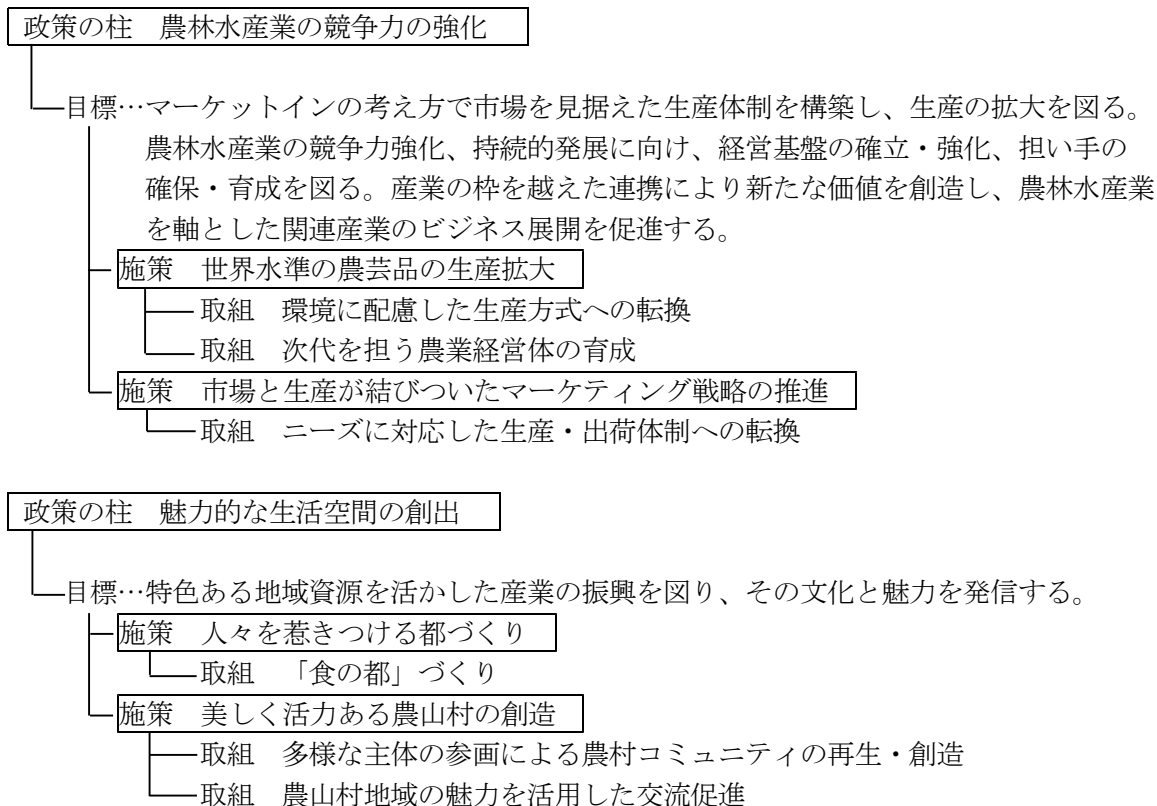 政策の柱　農林水産業の競争力の強化
目標…マーケットインの考え方で市場を見据えた生産体制を構築し、生産の拡大を図る。
農林水産業の競争力強化、持続的発展に向け、経営基盤の確立・強化、担い手の
確保・育成を図る。産業の枠を越えた連携により新たな価値を創造し、農林水産業
を軸とした関連産業のビジネス展開を促進する。
施策　世界水準の農芸品の生産拡大
取組　環境に配慮した生産方式への転換
取組　次代を担う農業経営体の育成
施策　市場と生産が結びついたマーケティング戦略の推進
取組　ニーズに対応した生産・出荷体制への転換
政策の柱　魅力的な生活空間の創出
目標…特色ある地域資源を活かした産業の振興を図り、その文化と魅力を発信する。
施策　人々を惹きつける都づくり
取組　「食の都」づくり
施策　美しく活力ある農山村の創造
取組　多様な主体の参画による農村コミュニティの再生・創造
取組　農山村地域の魅力を活用した交流促進